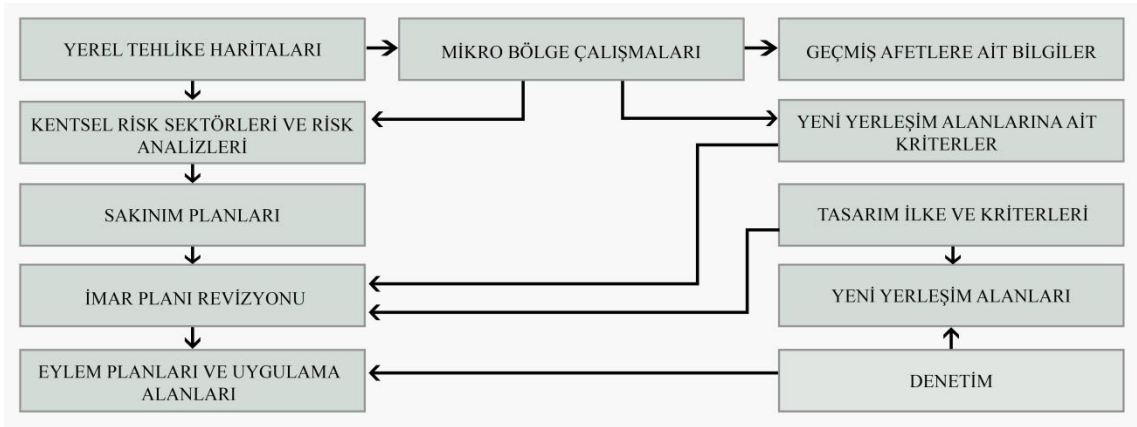 YEREL TEHLİKE HARİTALARI
MİKRO BÖLGE ÇALIŞMALARI
GEÇMİŞ AFETLERE AİT BİLGİLER
KENTSEL RİSK SEKTÖRLERİ VE RİSK
ANALİZLERİ
YENİ YERLEŞİM ALANLARINA AİT
KRİTERLER
SAKINIM PLANLARI
TASARIM İLKE VE KRİTERLERİ
İMAR PLANI REVİZYONU
YENİ YERLEŞİM ALANLARI
EYLEM PLANLARI VE UYGULAMA
ALANLARI
DENETİM